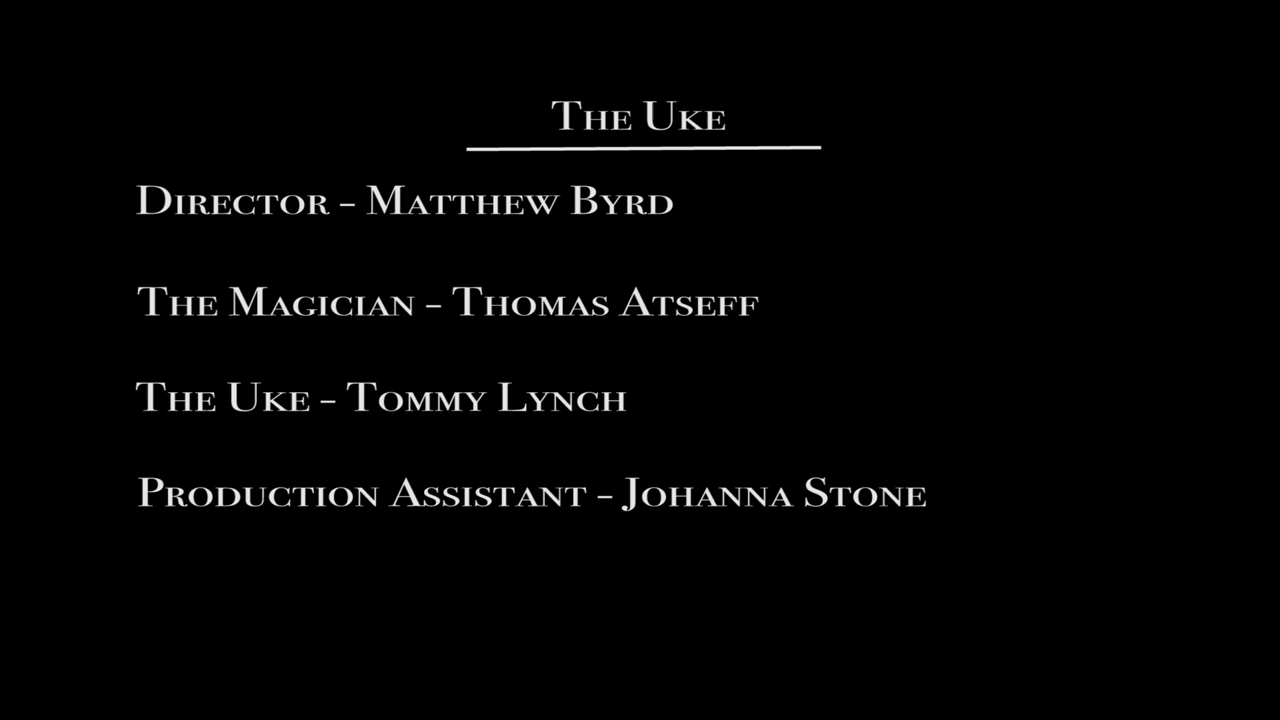 The Uke
Director - Matthew Byrd
The Magician - Thomas Atseff
The Uke - Tommy Lynch
Production Assistant - Johanna Stone